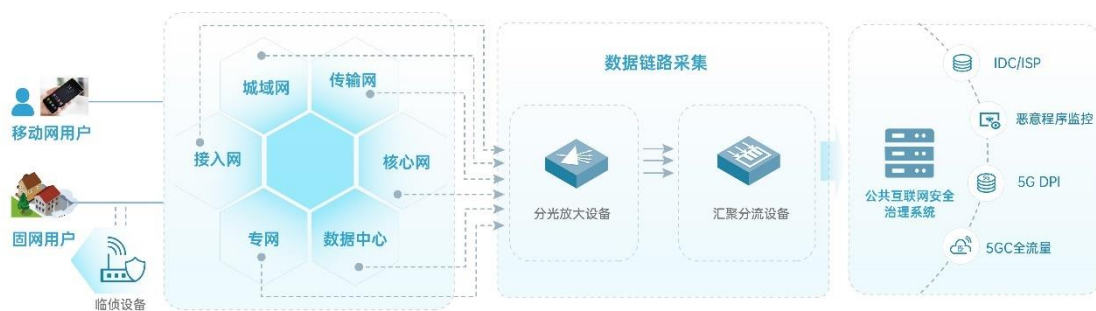 移动网用户
固网用户
临侦设备
城域网
传输网
接入网
核心网
专网
数据中心
数据链路采集
分光放大设备
汇聚分流设备
公共互联网安全
治理系统
IDC/ISP
恶意程序监控
5G DPI
5GC全流量